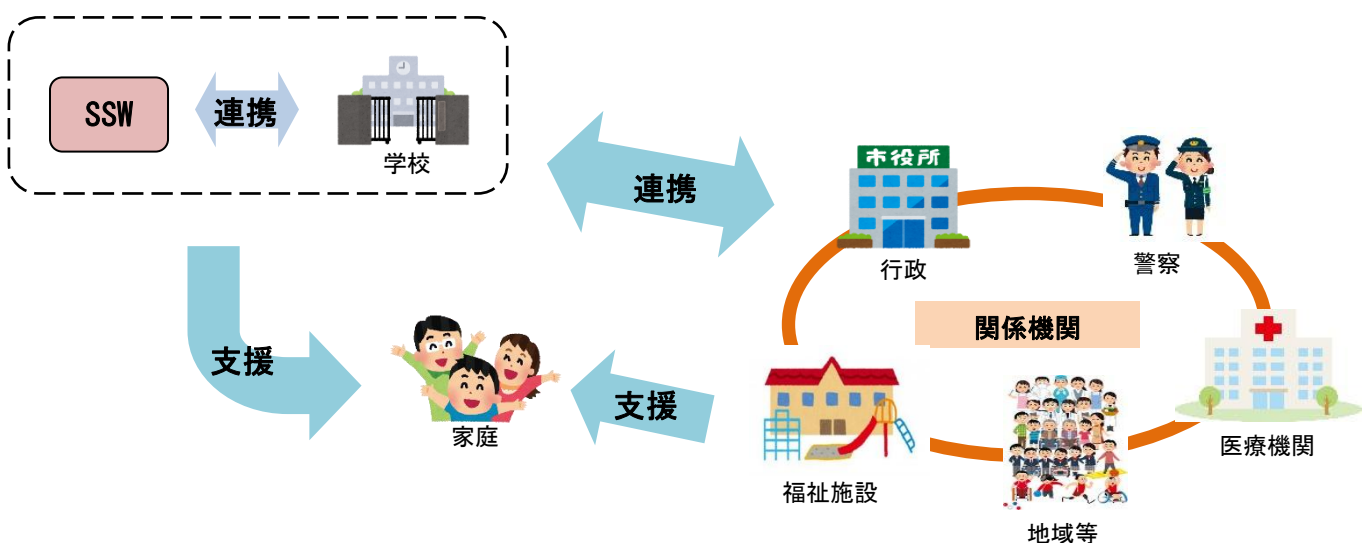 SSW
連携
学校
連携
市役所
行政
警察
関係機関
支援
家庭
支援
福祉施設
地域等
医療機関